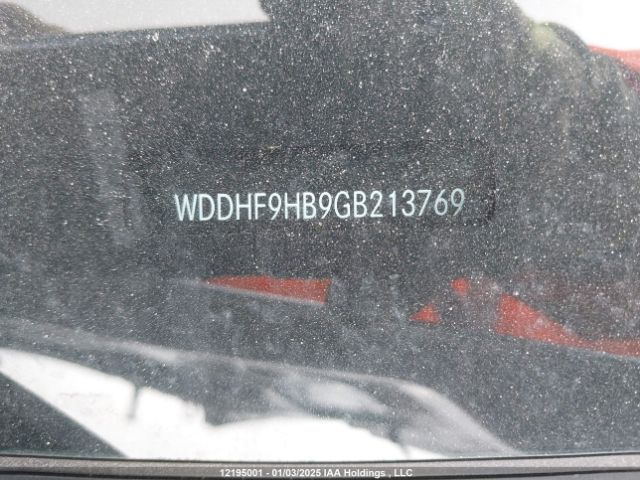 WDDHF9HB9GB213769
12195001 - 01/03/2025 IAA Holdings , LLC